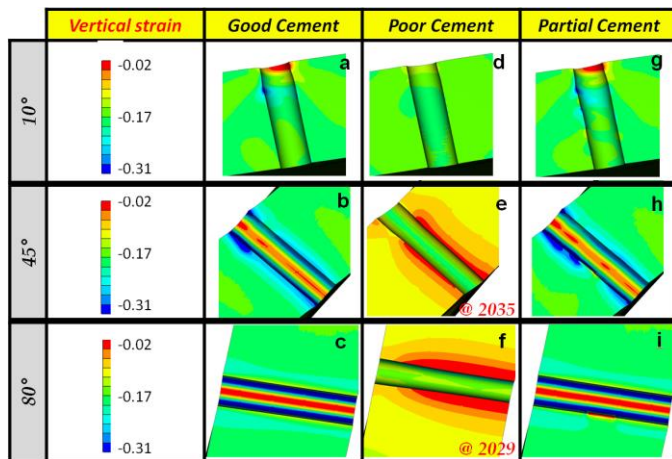 Vertical strain Good Cement Poor Cement Partial Cement
10°
-0.02
-0.17
-0.31
a
d
g
45°
-0.02
-0.17
-0.31
b
e
@ 2035
h
80°
-0.02
-0.17
-0.31
c
f
@ 2029
i